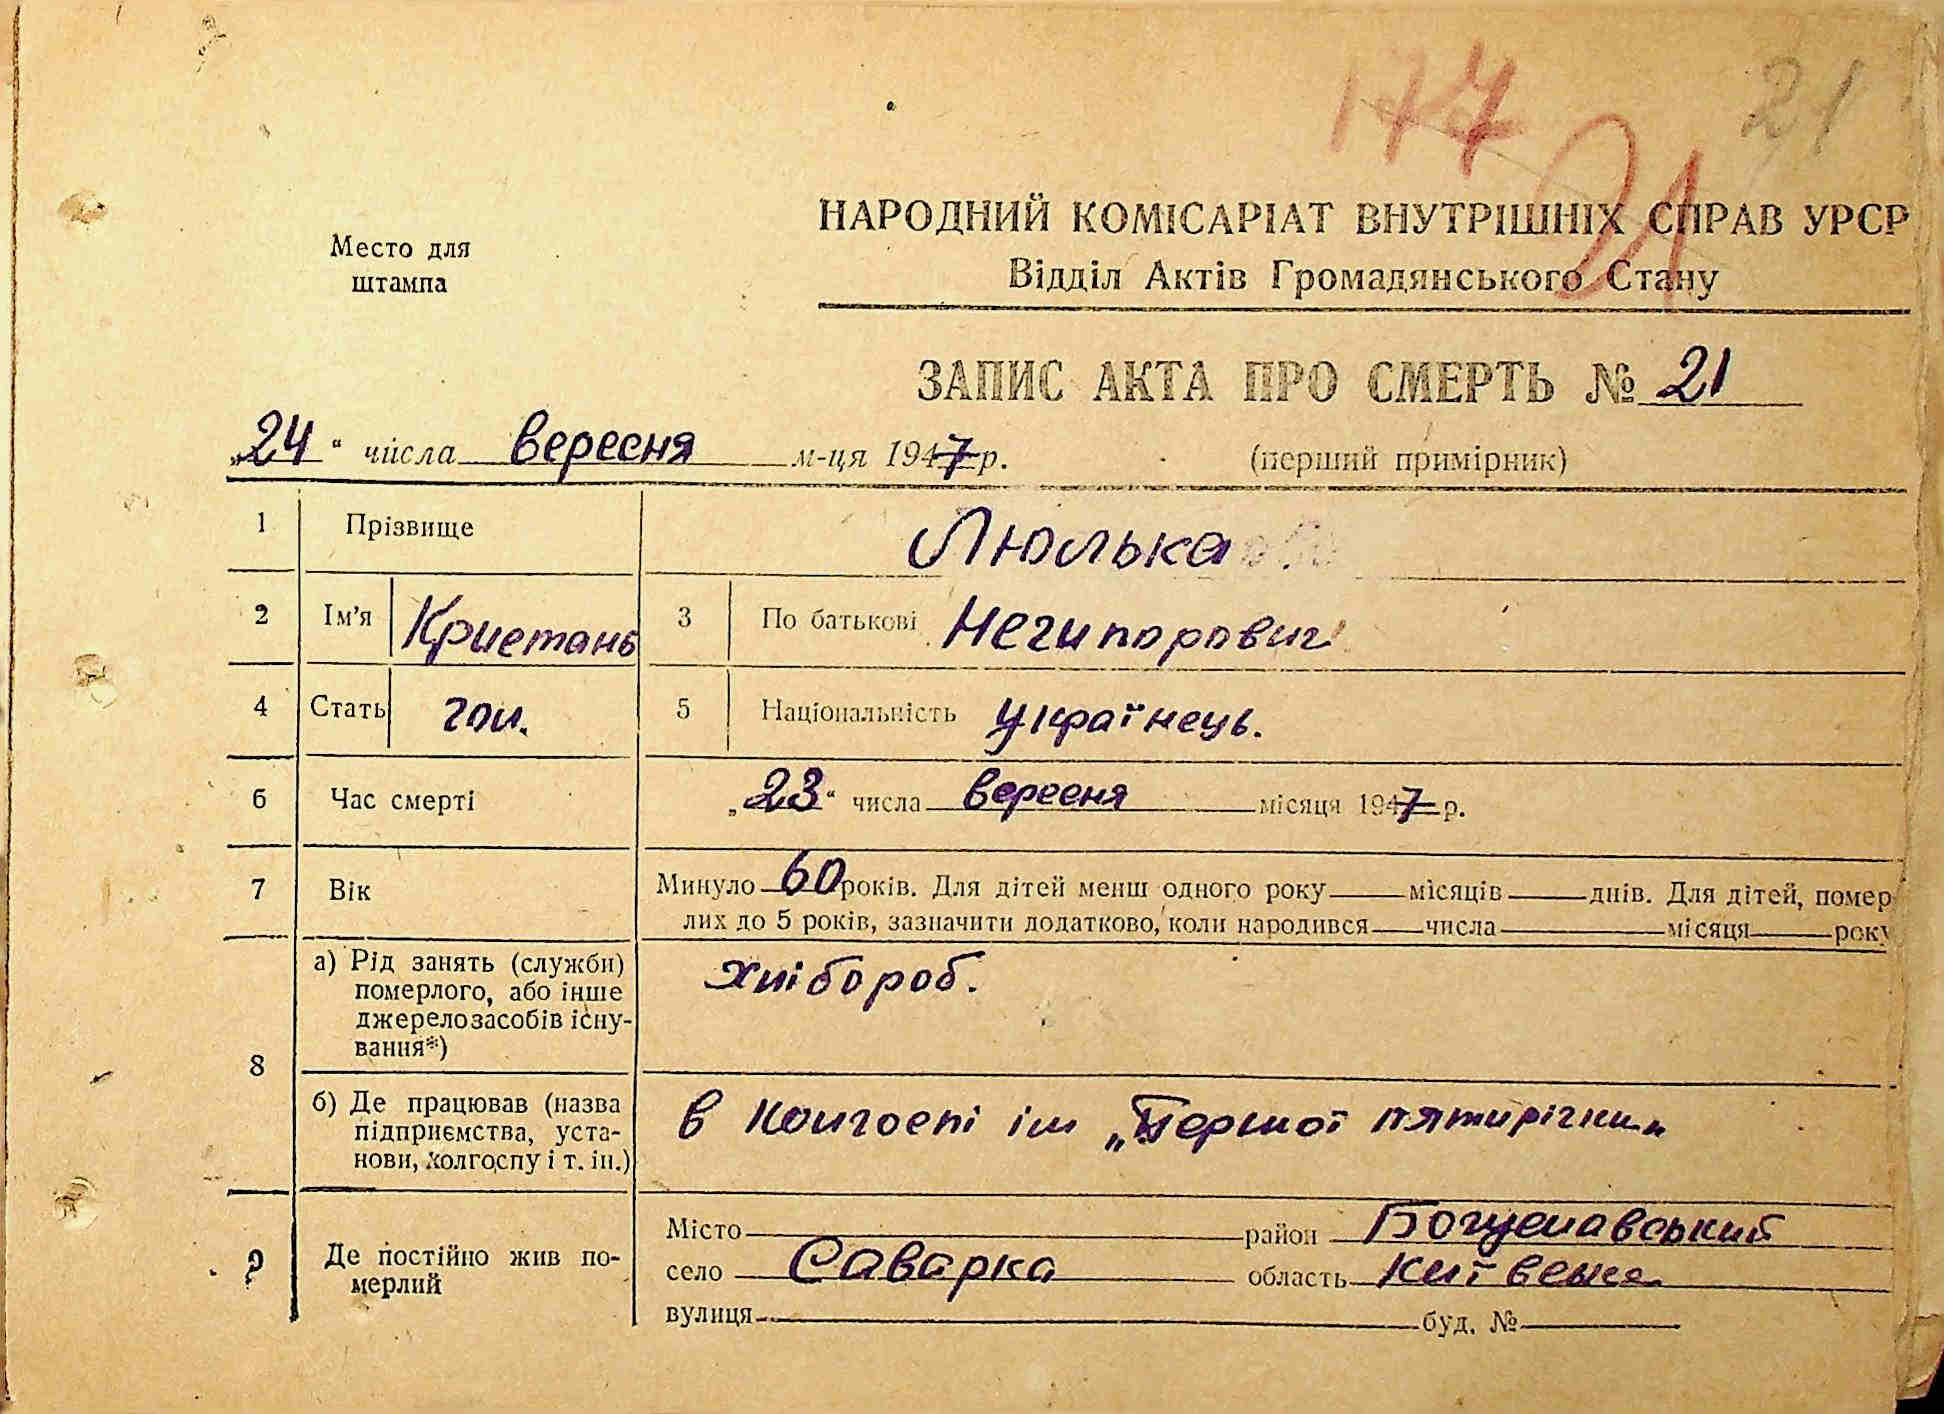 177
21
21
Место для
штампа
НАРОДНИЙ КОМІСАРІАТ ВНУТРІШНІХ СПРАВ УРСР
Відділ Актів Громадянського Стану
ЗАПИС АКТА ПРО СМЕРТЬ № 21
„24“ числа вересня м-ця 1947 р. (перший примірник)
1 Прізвище Люлька
2 Ім’я Кристань 3 По батькові Негипорович
4 Стать чол. 5 Національність українець.
6 Час смерті „23“ числа вересня місяця 1947 р.
7 Вік Минуло 60 років. Для дітей менш одного року місяців днів. Для дітей, помер
лих до 5 років, зазначити додатково, коли народився числа місяця року
8 а) Рід занять (служби)
померлого, або інше
джерело засобів існу-
вання*)
хлібороб.
б) Де працював (назва
підприємства, уста-
нови, колгоспу і т. ін.)
в колгоспі ім „Першої пятирічки„
9 Де постійно жив по-
мерлий
Місто район Богуславський
село Саварка область Київська
вулиця буд. №